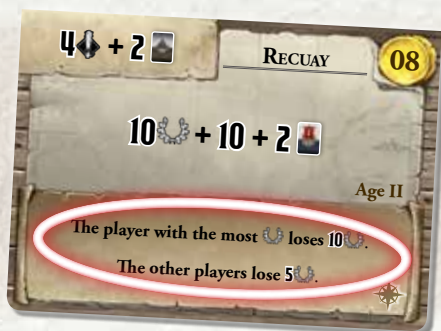 4 + 2 RECUAY 08
10 + 10 + 2
Age II
The player with the most loses 10.
The other players lose 5.